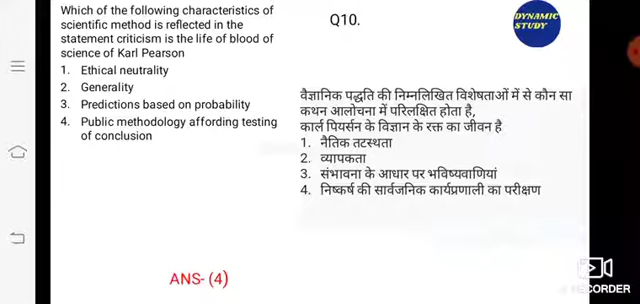 Which of the following characteristics of
scientific method is reflected in the
statement criticism is the life of blood of
science of Karl Pearson
1. Ethical neutrality
2. Generality
3. Predictions based on probability
4. Public methodology affording testing
of conclusion
ANS- (4)
Q10.
DYNAMIC
STUDY
वैज्ञानिक पद्धति की निम्नलिखित विशेषताओं में से कौन सा
कथन आलोचना में परिलक्षित होता है,
कार्ल पियर्सन के विज्ञान के रक्त का जीवन है
1. नैतिक तटस्थता
2. व्यापकता
3. संभावना के आधार पर भविष्यवाणियां
4. निष्कर्ष की सार्वजनिक कार्यप्रणाली का परीक्षण